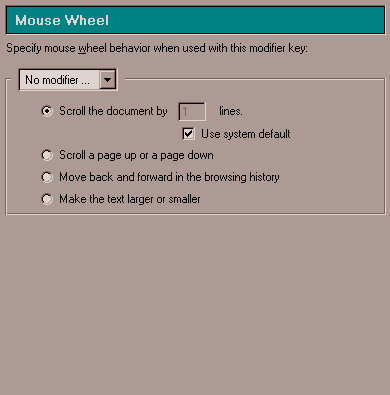 Mouse Wheel
Specify mouse wheel behavior when used with this modifier key:
No modifier ...
Scroll the document by 1 lines.
Use system default
Scroll a page up or a page down
Move back and forward in the browsing history
Make the text larger or smaller